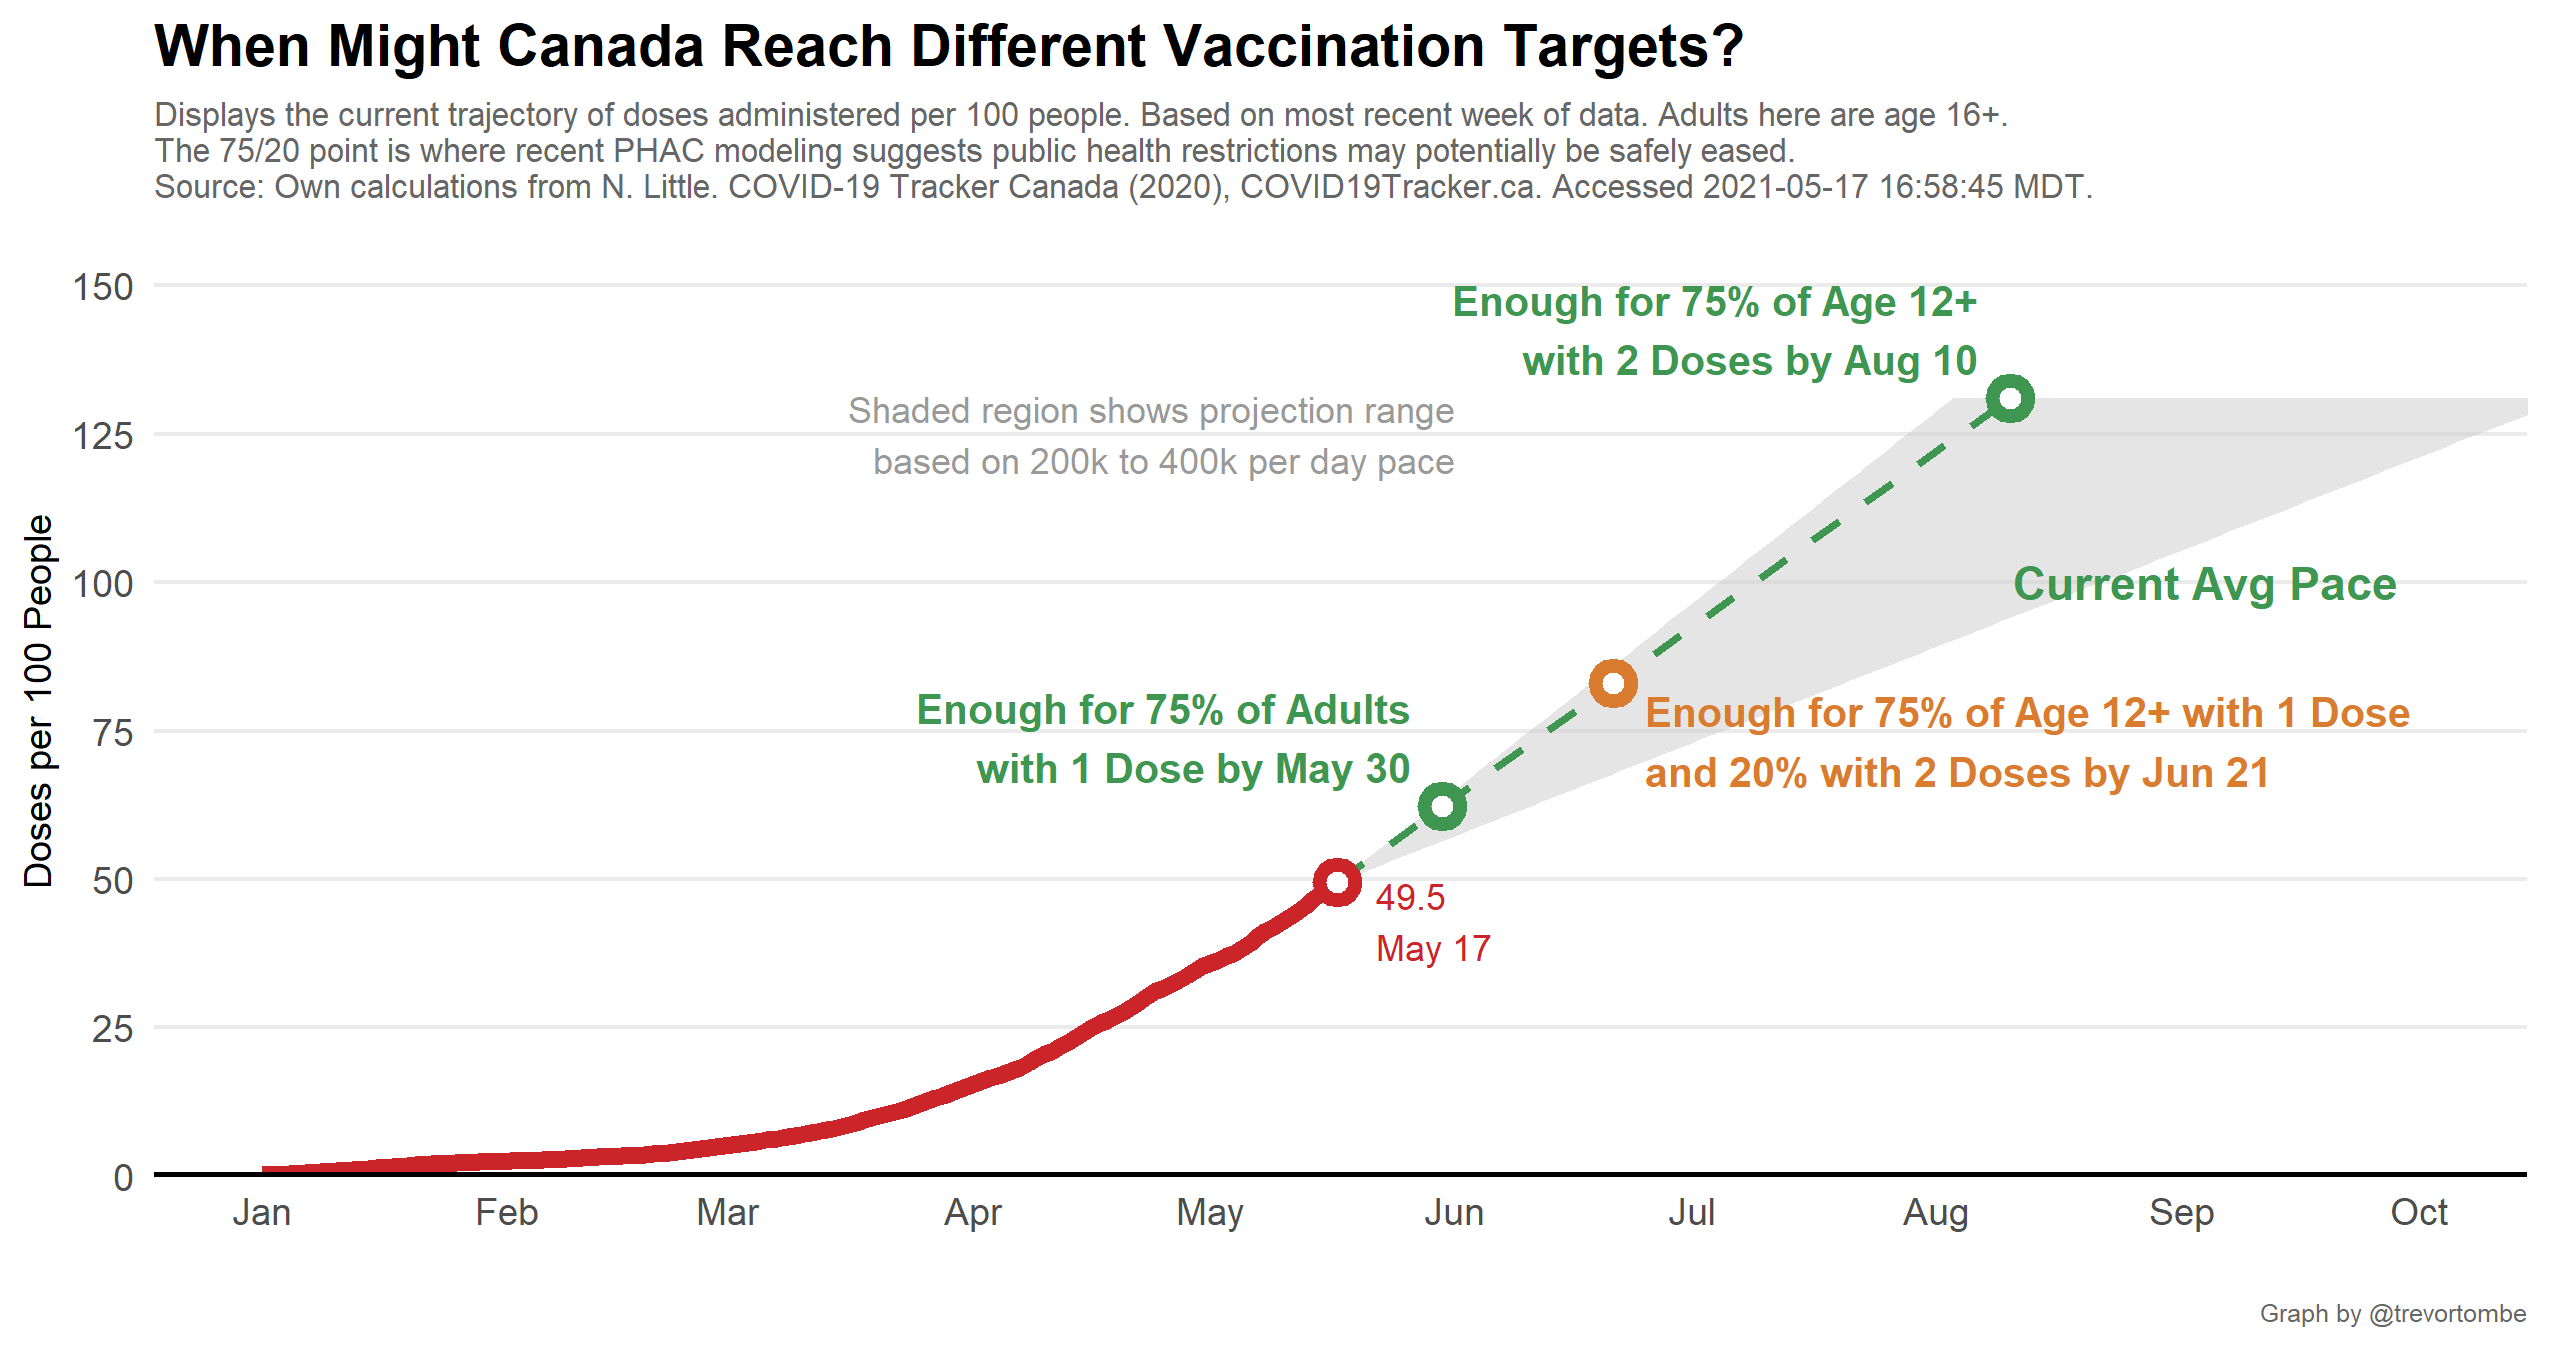 When Might Canada Reach Different Vaccination Targets?
Displays the current trajectory of doses administered per 100 people. Based on most recent week of data. Adults here are age 16+.
The 75/20 point is where recent PHAC modeling suggests public health restrictions may potentially be safely eased.
Source: Own calculations from N. Little. COVID-19 Tracker Canada (2020), COVID19Tracker.ca. Accessed 2021-05-17 16:58:45 MDT.
Doses per 100 People
150
125
100
75
50
25
0
Enough for 75% of Age 12+
with 2 Doses by Aug 10
Shaded region shows projection range
based on 200k to 400k per day pace
Current Avg Pace
Enough for 75% of Adults
with 1 Dose by May 30
Enough for 75% of Age 12+ with 1 Dose
and 20% with 2 Doses by Jun 21
49.5
May 17
Jan
Feb
Mar
Apr
May
Jun
Jul
Aug
Sep
Oct
Graph by @trevortombe